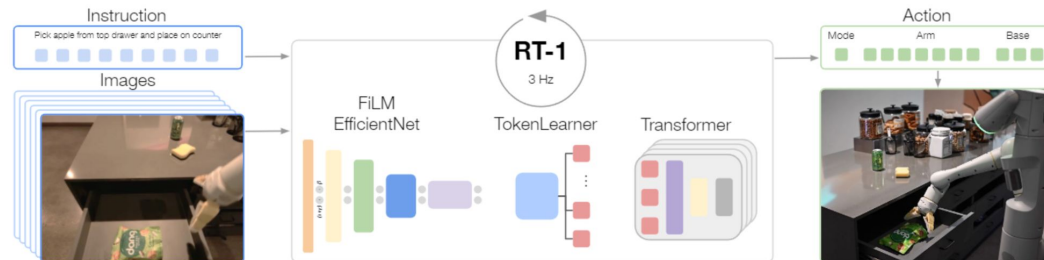 Instruction
Pick apple from top drawer and place on counter
Images
RT-1
3 Hz
FiLM
EfficientNet
TokenLearner
Transformer
Action
Mode
Arm
Base